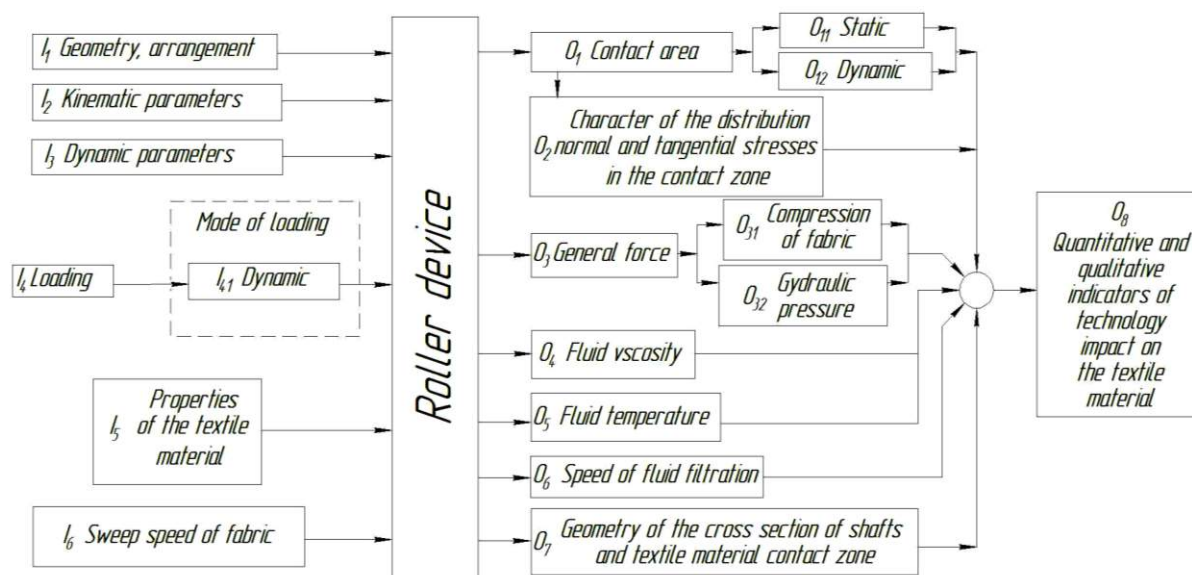 I1 Geometry, arrangement
I2 Kinematic parameters
I3 Dynamic parameters
Mode of loading
I4 Loading
I4.1 Dynamic
Properties
I5 of the textile
material
I6 Sweep speed of fabric
Roller device
O1 Contact area
O11 Static
O12 Dynamic
Character of the distribution
O2 normal and tangential stresses
in the contact zone
O3 General force
O31 Compression
of fabric
O32 Gydraulic
pressure
O4 Fluid vscosity
O5 Fluid temperature
O6 Speed of fluid filtration
O7 Geometry of the cross section of shafts
and textile material contact zone
O8
Quantitative and
qualitative
indicators of
technology
impact on
the textile
material